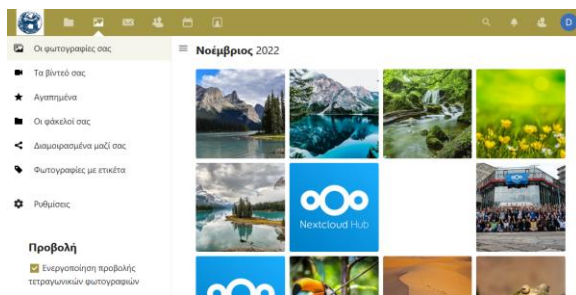 D
Οι φωτογραφίες σας
Τα βίντεό σας
Αγαπημένα
Οι φάκελοί σας
Διαμοιρασμένα μαζί σας
Φωτογραφίες με ετικέτα
Ρυθμίσεις
Προβολή
Ενεργοποίηση προβολής
τετραγωνικών φωτογραφιών
Νοέμβριος 2022
Nextcloud Hub